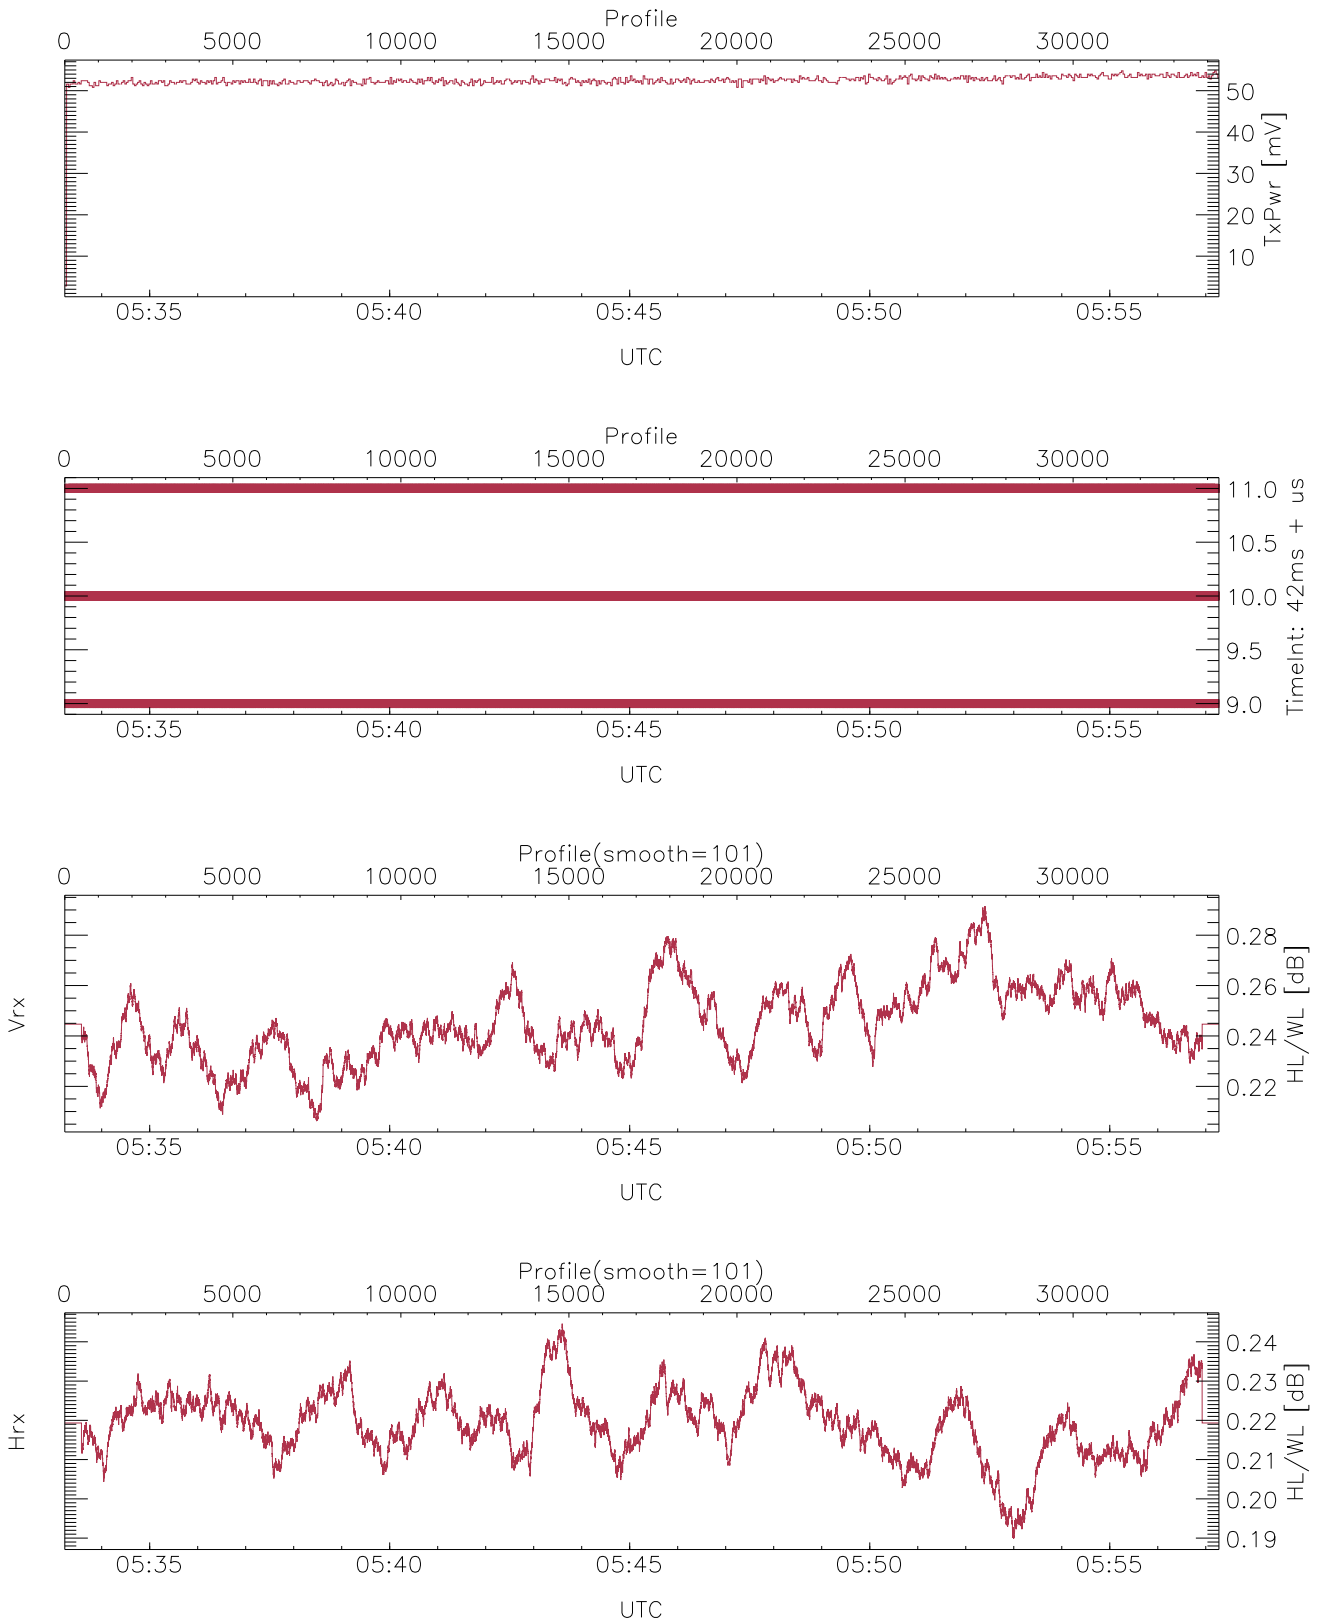 Profile
0 5000 10000 15000 20000 25000 30000
50
40
30
20
10
TxPwr [mV]
05:35 05:40 05:45 05:50 05:55
UTC
Profile
0 5000 10000 15000 20000 25000 30000
11.0
10.5
10.0
9.5
9.0
TimeInt: 42ms + us
05:35 05:40 05:45 05:50 05:55
UTC
Profile(smooth=101)
0 5000 10000 15000 20000 25000 30000
Vrx
0.28
0.26
0.24
0.22
HL/WL [dB]
05:35 05:40 05:45 05:50 05:55
UTC
Profile(smooth=101)
0 5000 10000 15000 20000 25000 30000
Hrx
0.24
0.23
0.22
0.21
0.20
0.19
HL/WL [dB]
05:35 05:40 05:45 05:50 05:55
UTC